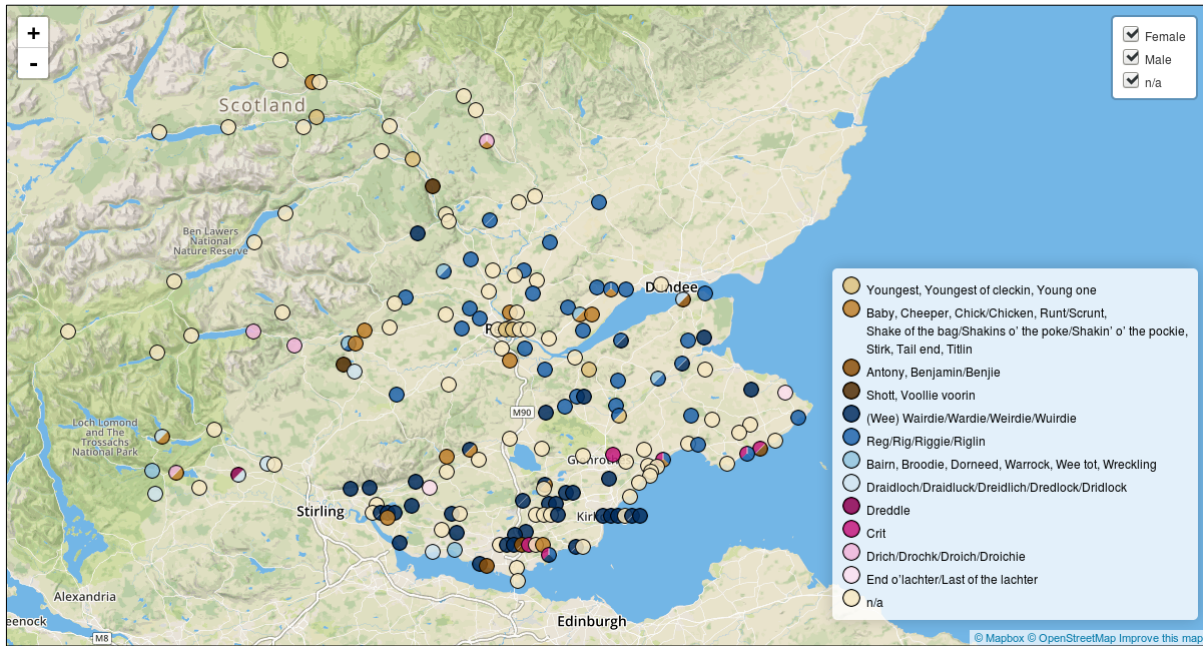 +
-
Female
Male
n/a
Scotland
Ben Lawers
National
Nature Reserve
Dundee
Youngest, Youngest of cleckin, Young one
Baby, Cheeper, Chick/Chicken, Runt/Scrunt,
Shake of the bag/Shakins o' the poke/Shakin' o' the pockie,
Stirk, Tail end, Titlin
Antony, Benjamin/Benjie
Shott, Voollie voorin
(Wee) Wairdie/Wardie/Weirdie/Wuirdie
Reg/Rig/Riggie/Riglin
Bairn, Broodie, Dorneed, Warrock, Wee tot, Wreckling
Draidloch/Draidluck/Dreidlich/Dredlock/Dridlock
Dreddle
Crit
Drich/Drochk/Droich/Droichie
End o'lachter/Last of the lachter
n/a
M90
Loch Lomond
and The
Trossachs
National Park
Glenroth
Stirling
Kirk
Alexandria
eenock
M8
Edinburgh
© Mapbox © OpenStreetMap Improve this map